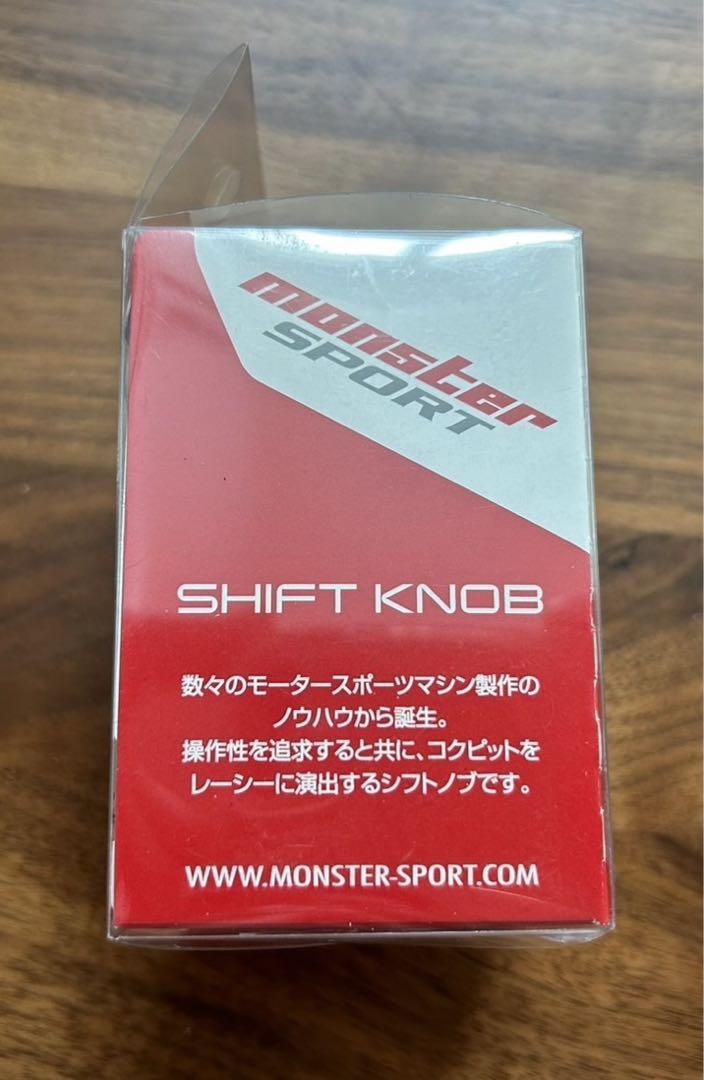 monster
SPORT
SHIFT KNOB
数々のモータースポーツマシン製作の
ノウハウから誕生。
操作性を追求すると共に、コクピットを
レーシーに演出するシフトノブです。
WWW.MONSTER-SPORT.COM